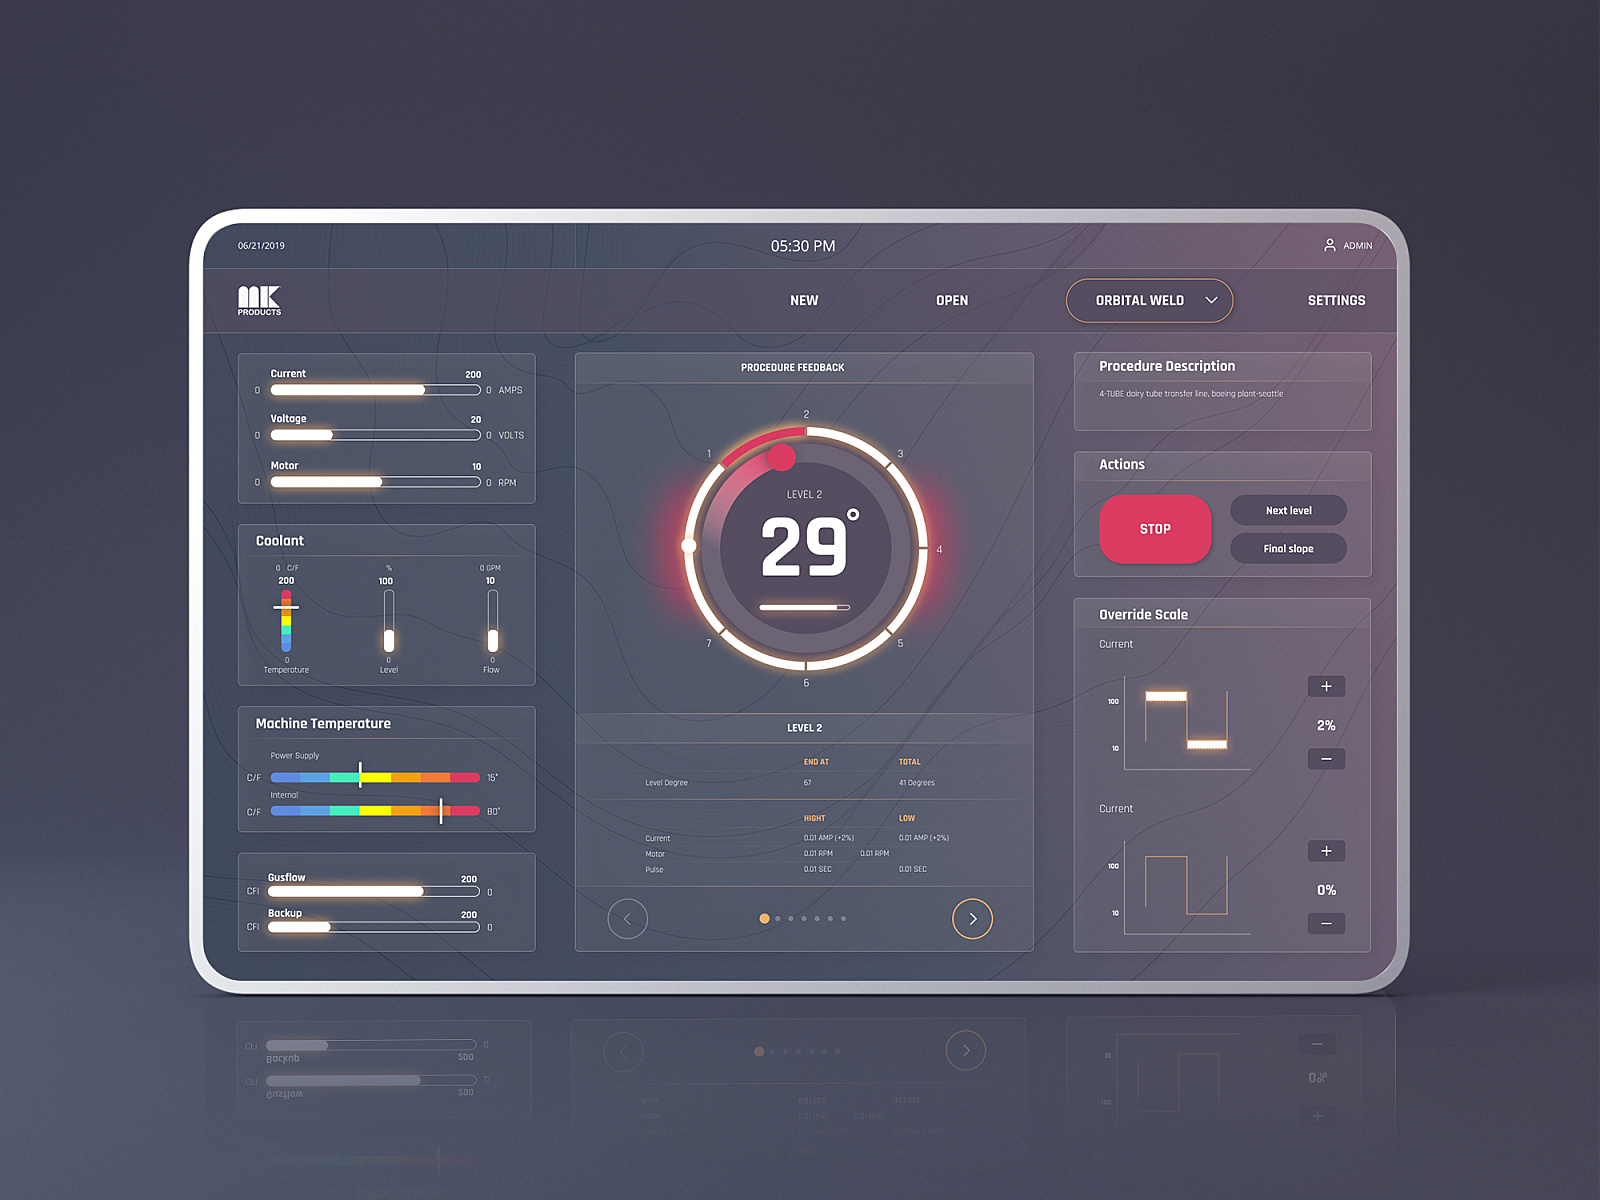 06/21/2019
05:30 PM
ADMIN
MK
PRODUCTS
NEW
OPEN
ORBITAL WELD
SETTINGS
Current 200
0 0 AMPS
Voltage 20
0 0 VOLTS
Motor 10
0 0 RPM
Coolant
0 C/F % 0 GPM
200 100 10
0 0 0
Temperature Level Flow
Machine Temperature
Power Supply
C/F 15°
Internal
C/F 80°
Gusflow 200
CFI 0
Backup 200
CFI 0
PROCEDURE FEEDBACK
2
1 3
LEVEL 2
29°
4
7 5
6
LEVEL 2
END AT TOTAL
Level Degree 67 41 Degrees
HIGHT LOW
Current 0.01 AMP (+2%) 0.01 AMP (+2%)
Motor 0.01 RPM 0.01 RPM
Pulse 0.01 SEC 0.01 SEC
Procedure Description
4-TUBE dairy tube transfer line, boeing plant-seattle
Actions
STOP
Next level
Final slope
Override Scale
Current
100
+
2%
10
−
Current
100
+
0%
10
−